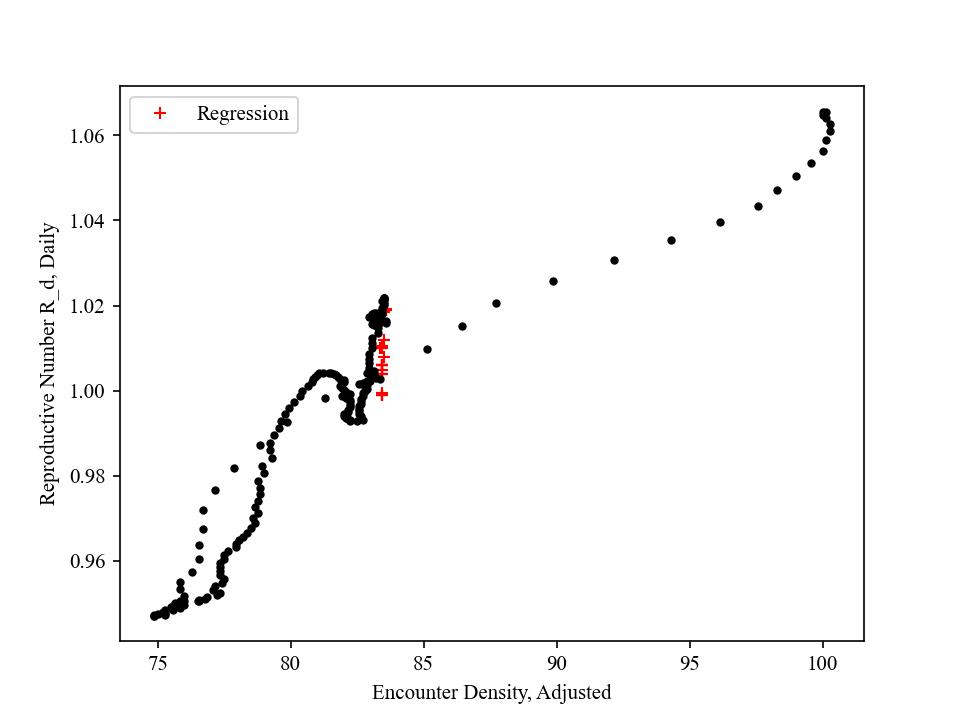 Regression
1.06
1.04
1.02
1.00
0.98
0.96
Reproductive Number R_d, Daily
75 80 85 90 95 100
Encounter Density, Adjusted